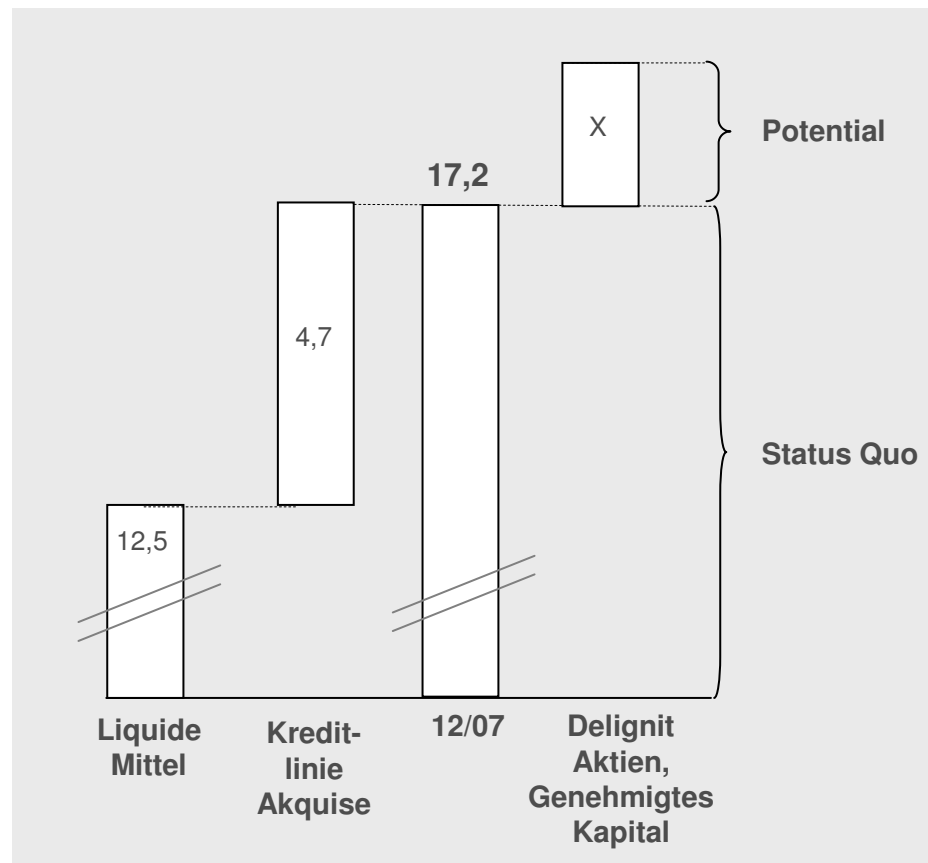 X
Potential
17,2
4,7
Status Quo
12,5
Liquide
Mittel
Kredit-
linie
Akquise
12/07
Delignit
Aktien,
Genehmigtes
Kapital